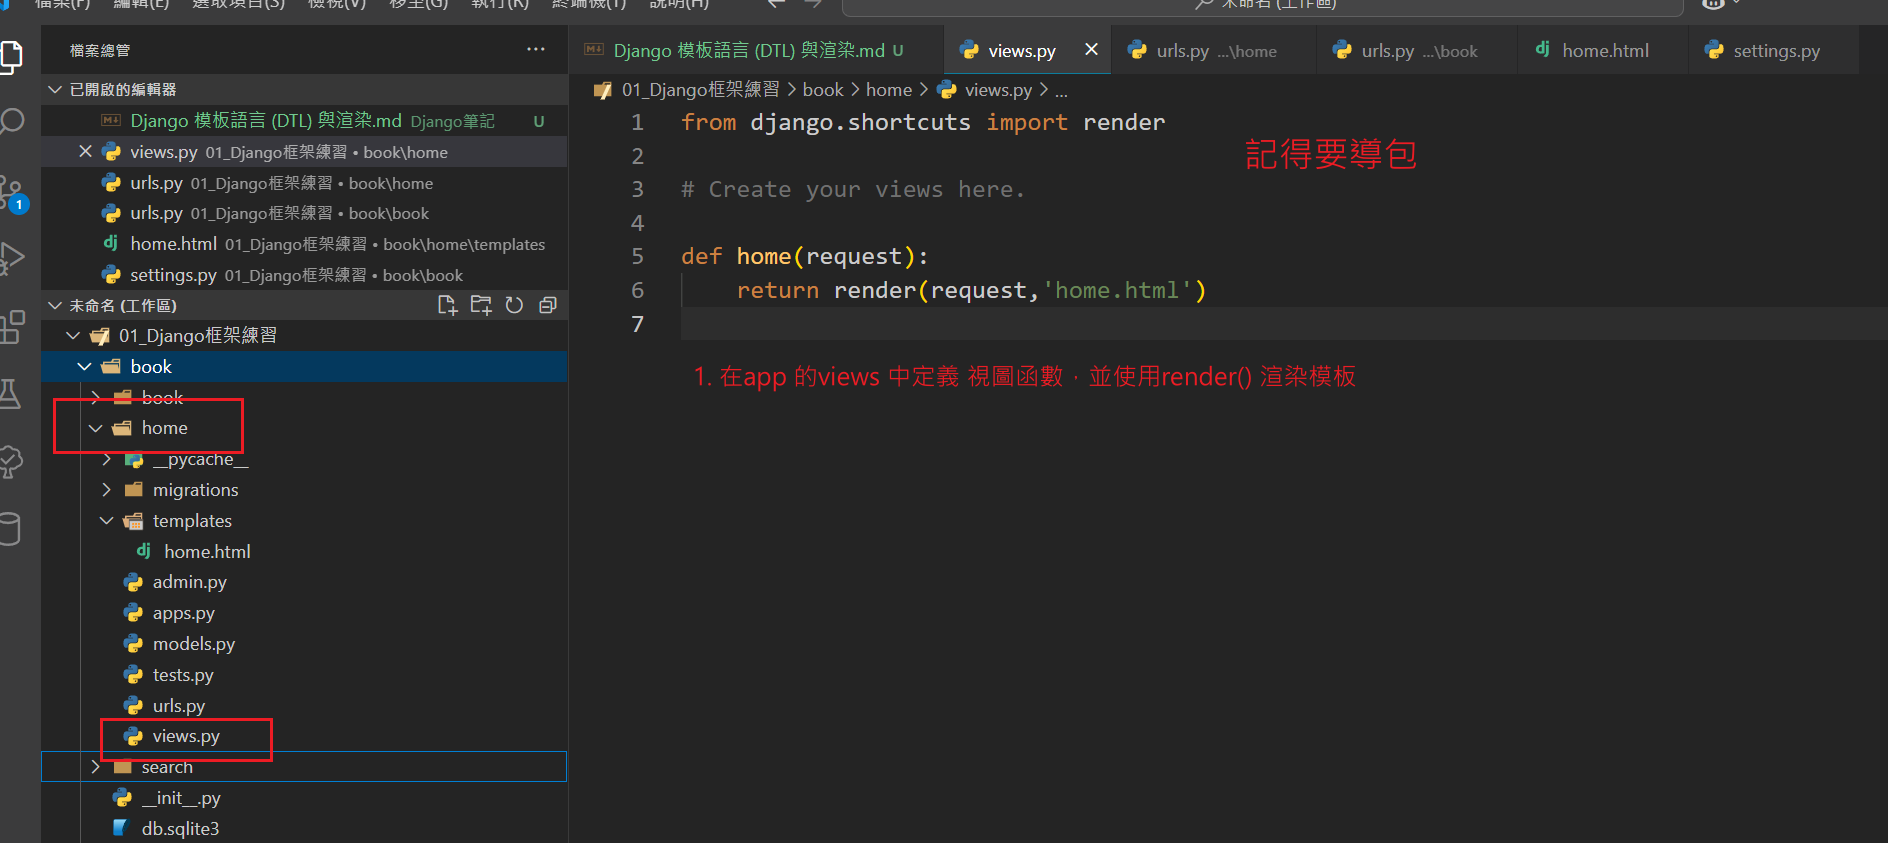 檔案(F) 編輯(E) 選取項目(S) 檢視(V) 移至(G) 執行(R) 終端機(T) 說明(H)
未命名 (工作區)
檔案總管
Django 模板語言 (DTL) 與渲染.md U
views.py
urls.py ...\home
urls.py ...\book
home.html
settings.py
已開啟的編輯器
Django 模板語言 (DTL) 與渲染.md Django筆記 U
views.py 01_Django框架練習 • book\home
urls.py 01_Django框架練習 • book\home
urls.py 01_Django框架練習 • book\book
home.html 01_Django框架練習 • book\home\templates
settings.py 01_Django框架練習 • book\book
1
未命名 (工作區)
01_Django框架練習
book
book
home
__pycache__
migrations
templates
home.html
admin.py
apps.py
models.py
tests.py
urls.py
views.py
search
__init__.py
db.sqlite3
01_Django框架練習 > book > home > views.py > ...
1 from django.shortcuts import render
2
記得要導包
3 # Create your views here.
4
5 def home(request):
6 return render(request,'home.html')
7
1. 在app 的views 中定義 視圖函數，並使用render() 渲染模板